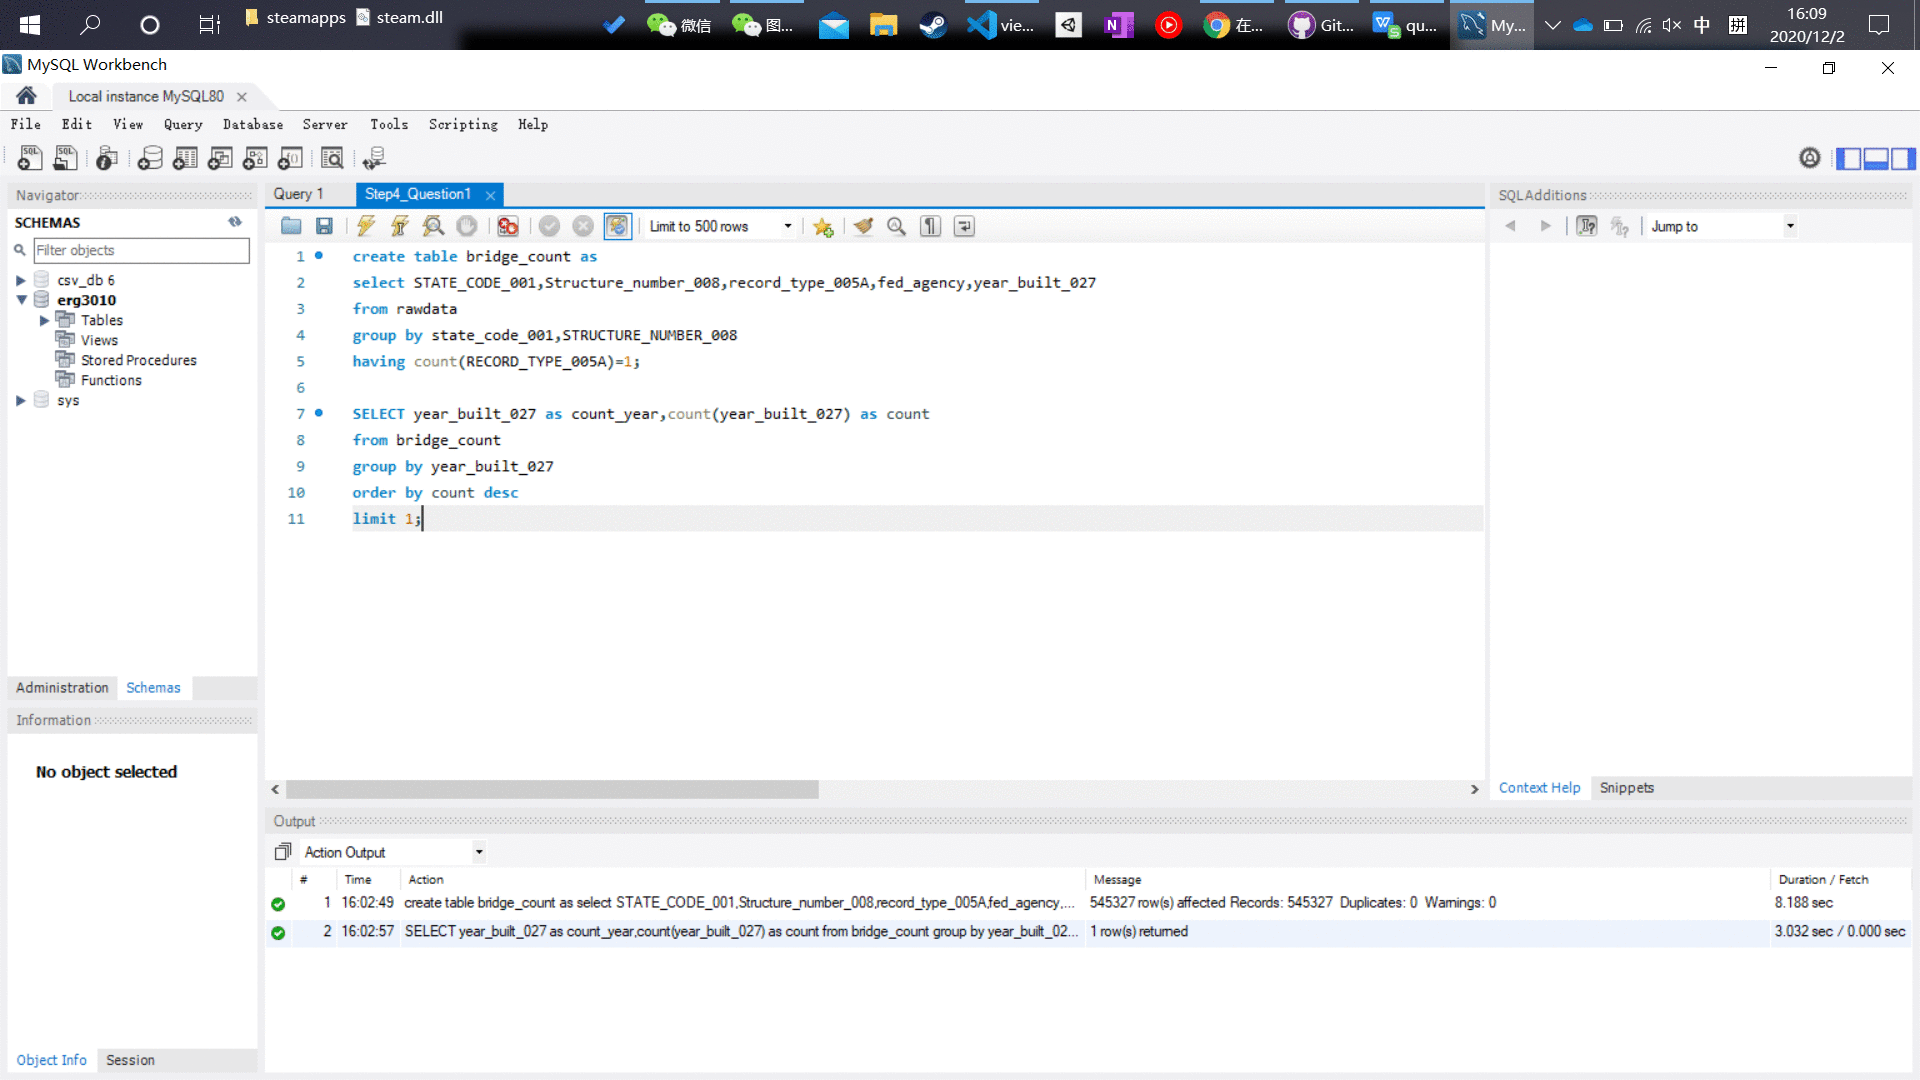 steamapps steam.dll 微信 图... vie... 在... Git... qu... My... 中 拼 16:09
2020/12/2
MySQL Workbench
Local instance MySQL80
File Edit View Query Database Server Tools Scripting Help
Navigator
SCHEMAS
Filter objects
csv_db 6
erg3010
Tables
Views
Stored Procedures
Functions
sys
Administration Schemas
Information
No object selected
Object Info Session
Query 1 Step4_Question1
Limit to 500 rows
1 create table bridge_count as
2 select STATE_CODE_001,Structure_number_008,record_type_005A,fed_agency,year_built_027
3 from rawdata
4 group by state_code_001,STRUCTURE_NUMBER_008
5 having count(RECORD_TYPE_005A)=1;
6
7 SELECT year_built_027 as count_year,count(year_built_027) as count
8 from bridge_count
9 group by year_built_027
10 order by count desc
11 limit 1;
SQLAdditions
Jump to
Context Help Snippets
Output
Action Output
# Time Action Message Duration / Fetch
1 16:02:49 create table bridge_count as select STATE_CODE_001,Structure_number_008,record_type_005A,fed_agency,... 545327 row(s) affected Records: 545327 Duplicates: 0 Warnings: 0 8.188 sec
2 16:02:57 SELECT year_built_027 as count_year,count(year_built_027) as count from bridge_count group by year_built_02... 1 row(s) returned 3.032 sec / 0.000 sec